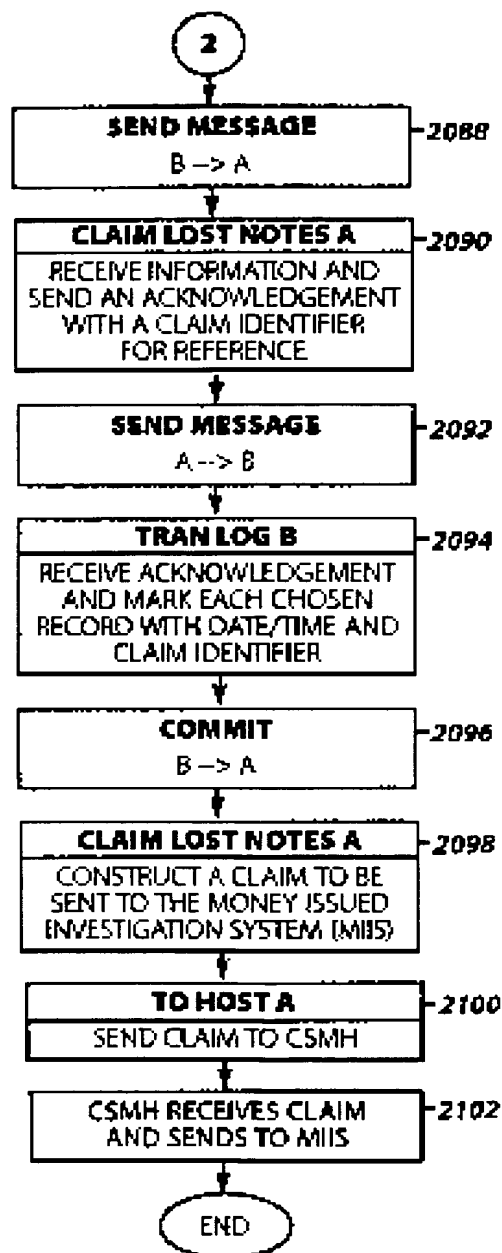 2
SEND MESSAGE
2088
B --> A
CLAIM LOST NOTES A
2090
RECEIVE INFORMATION AND
SEND AN ACKNOWLEDGEMENT
WITH A CLAIM IDENTIFIER
FOR REFERENCE
SEND MESSAGE
2092
A --> B
TRAN LOG B
2094
RECEIVE ACKNOWLEDGEMENT
AND MARK EACH CHOSEN
RECORD WITH DATE/TIME AND
CLAIM IDENTIFIER
COMMIT
2096
B --> A
CLAIM LOST NOTES A
2098
CONSTRUCT A CLAIM TO BE
SENT TO THE MONEY ISSUED
INVESTIGATION SYSTEM (MIIS)
TO HOST A
2100
SEND CLAIM TO CSMH
CSMH RECEIVES CLAIM
2102
AND SENDS TO MIIS
END